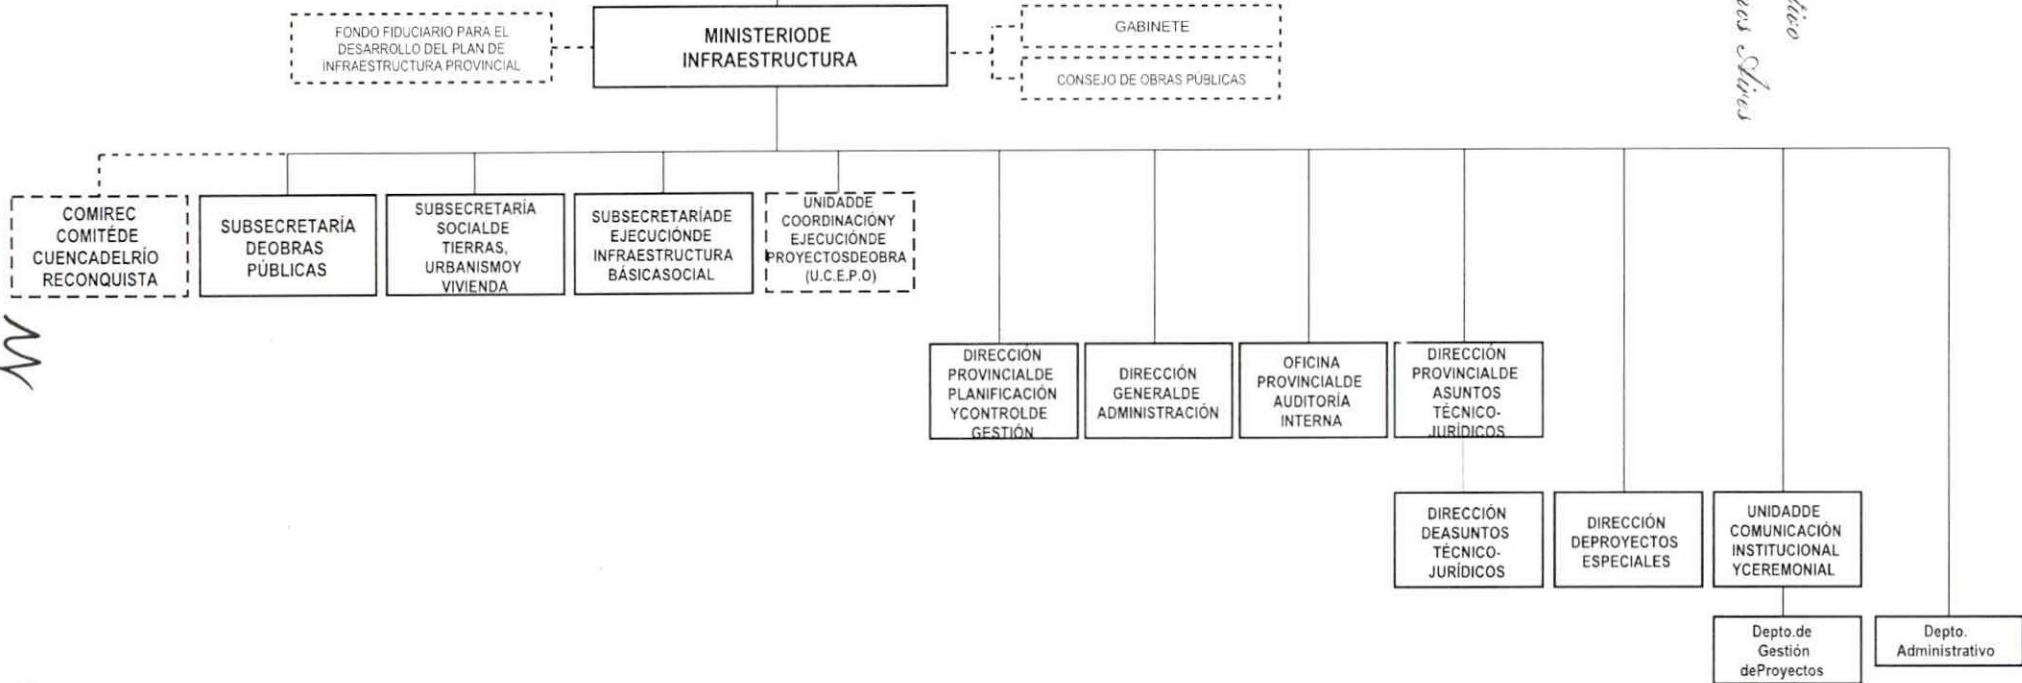 FONDO FIDUCIARIO PARA EL
DESARROLLO DEL PLAN DE
INFRAESTRUCTURA PROVINCIAL
MINISTERIODE
INFRAESTRUCTURA
GABINETE
CONSEJO DE OBRAS PÚBLICAS
Aires
COMIREC
COMITÉDE
CUENCADELRÍO
RECONQUISTA
SUBSECRETARÍA
DEOBRAS
PÚBLICAS
SUBSECRETARÍA
SOCIALDE
TIERRAS,
URBANISMOY
VIVIENDA
SUBSECRETARÍADE
EJECUCIÓNDE
INFRAESTRUCTURA
BÁSICASOCIAL
UNIDADDE
COORDINACIÓNY
EJECUCIÓNDE
PROYECTOSDEOBRA
(U.C.E.P.O)
DIRECCIÓN
PROVINCIALDE
PLANIFICACIÓN
YCONTROLDE
GESTIÓN
DIRECCIÓN
GENERALDE
ADMINISTRACIÓN
OFICINA
PROVINCIALDE
AUDITORÍA
INTERNA
DIRECCIÓN
PROVINCIALDE
ASUNTOS
TÉCNICO-
JURÍDICOS
DIRECCIÓN
DEASUNTOS
TÉCNICO-
JURÍDICOS
DIRECCIÓN
DEPROYECTOS
ESPECIALES
UNIDADDE
COMUNICACIÓN
INSTITUCIONAL
YCEREMONIAL
Depto.de
Gestión
deProyectos
Depto.
Administrativo